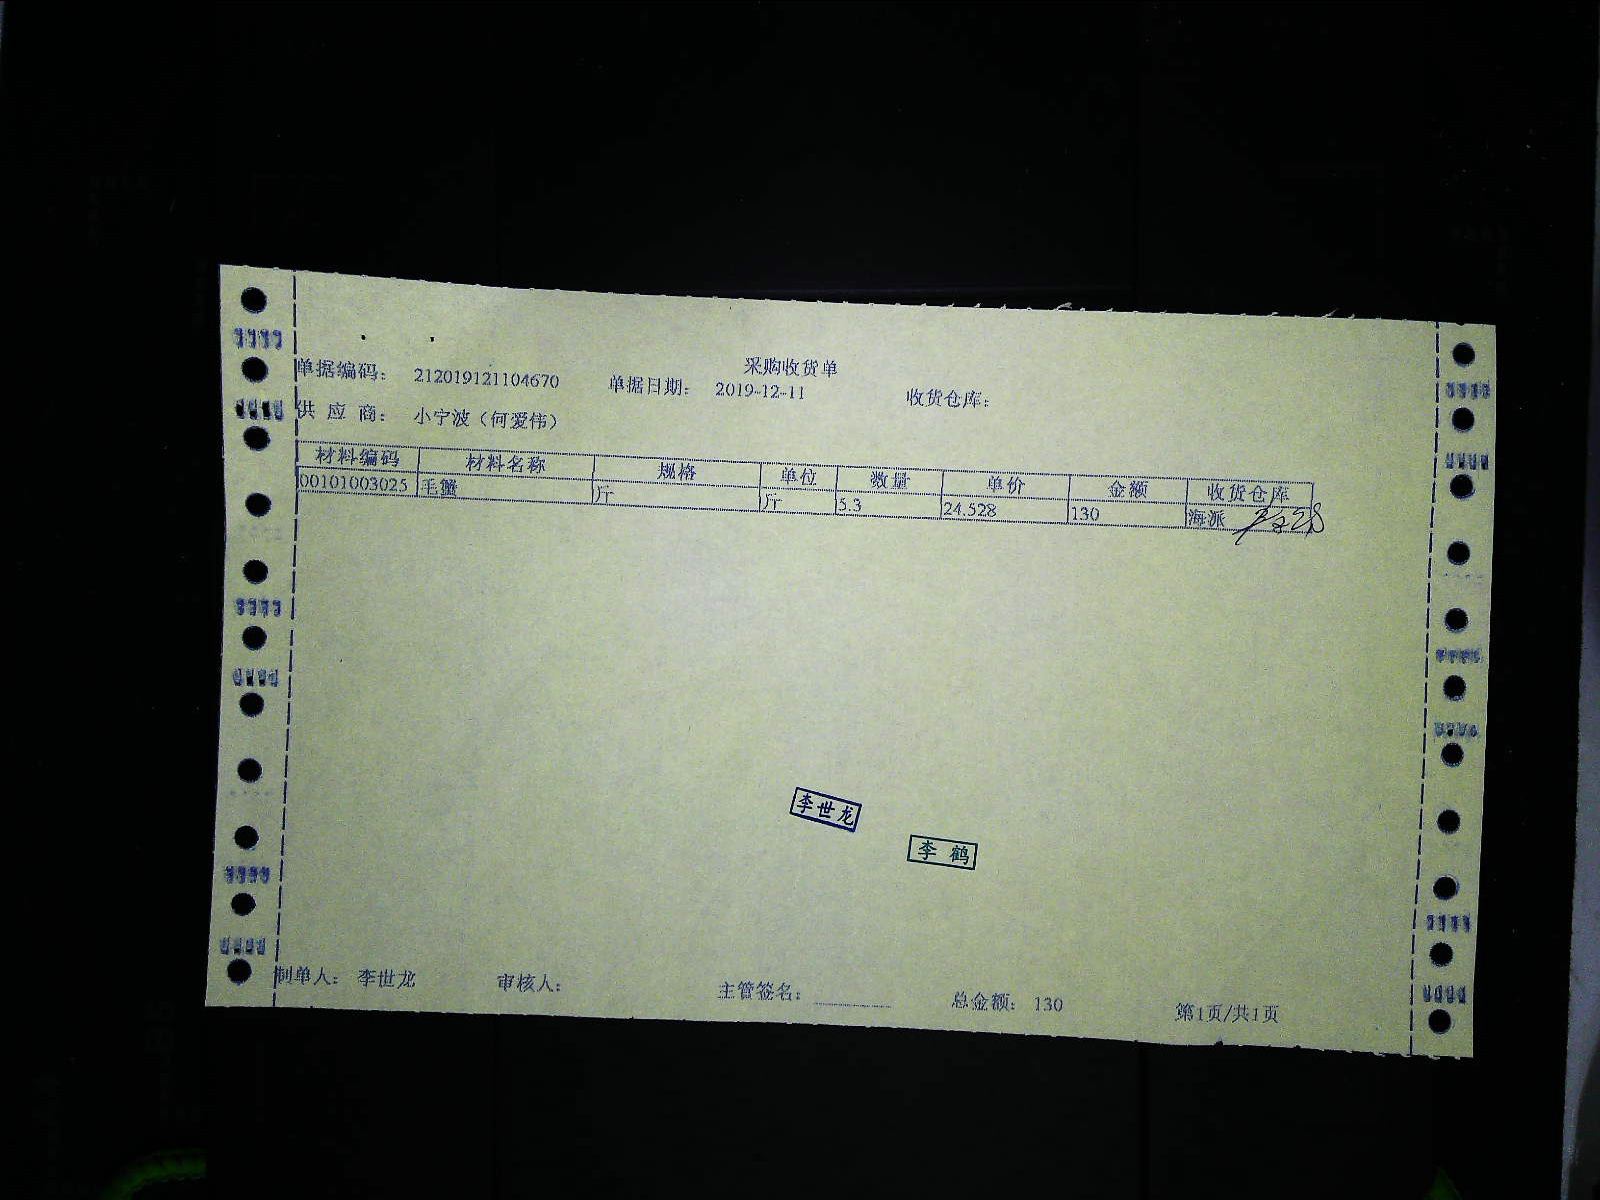 采购收货单
单据编码： 212019121104670 单据日期： 2019-12-11 收货仓库：
供 应 商： 小宁波（何爱伟）
材料编码 材料名称 规格 单位 数量 单价 金额 收货仓库
00101003025 毛蟹 斤 斤 5.3 24.528 130 海派
李世龙
李鹤
制单人： 李世龙 审核人： 主管签名： 总金额： 130 第1页/共1页